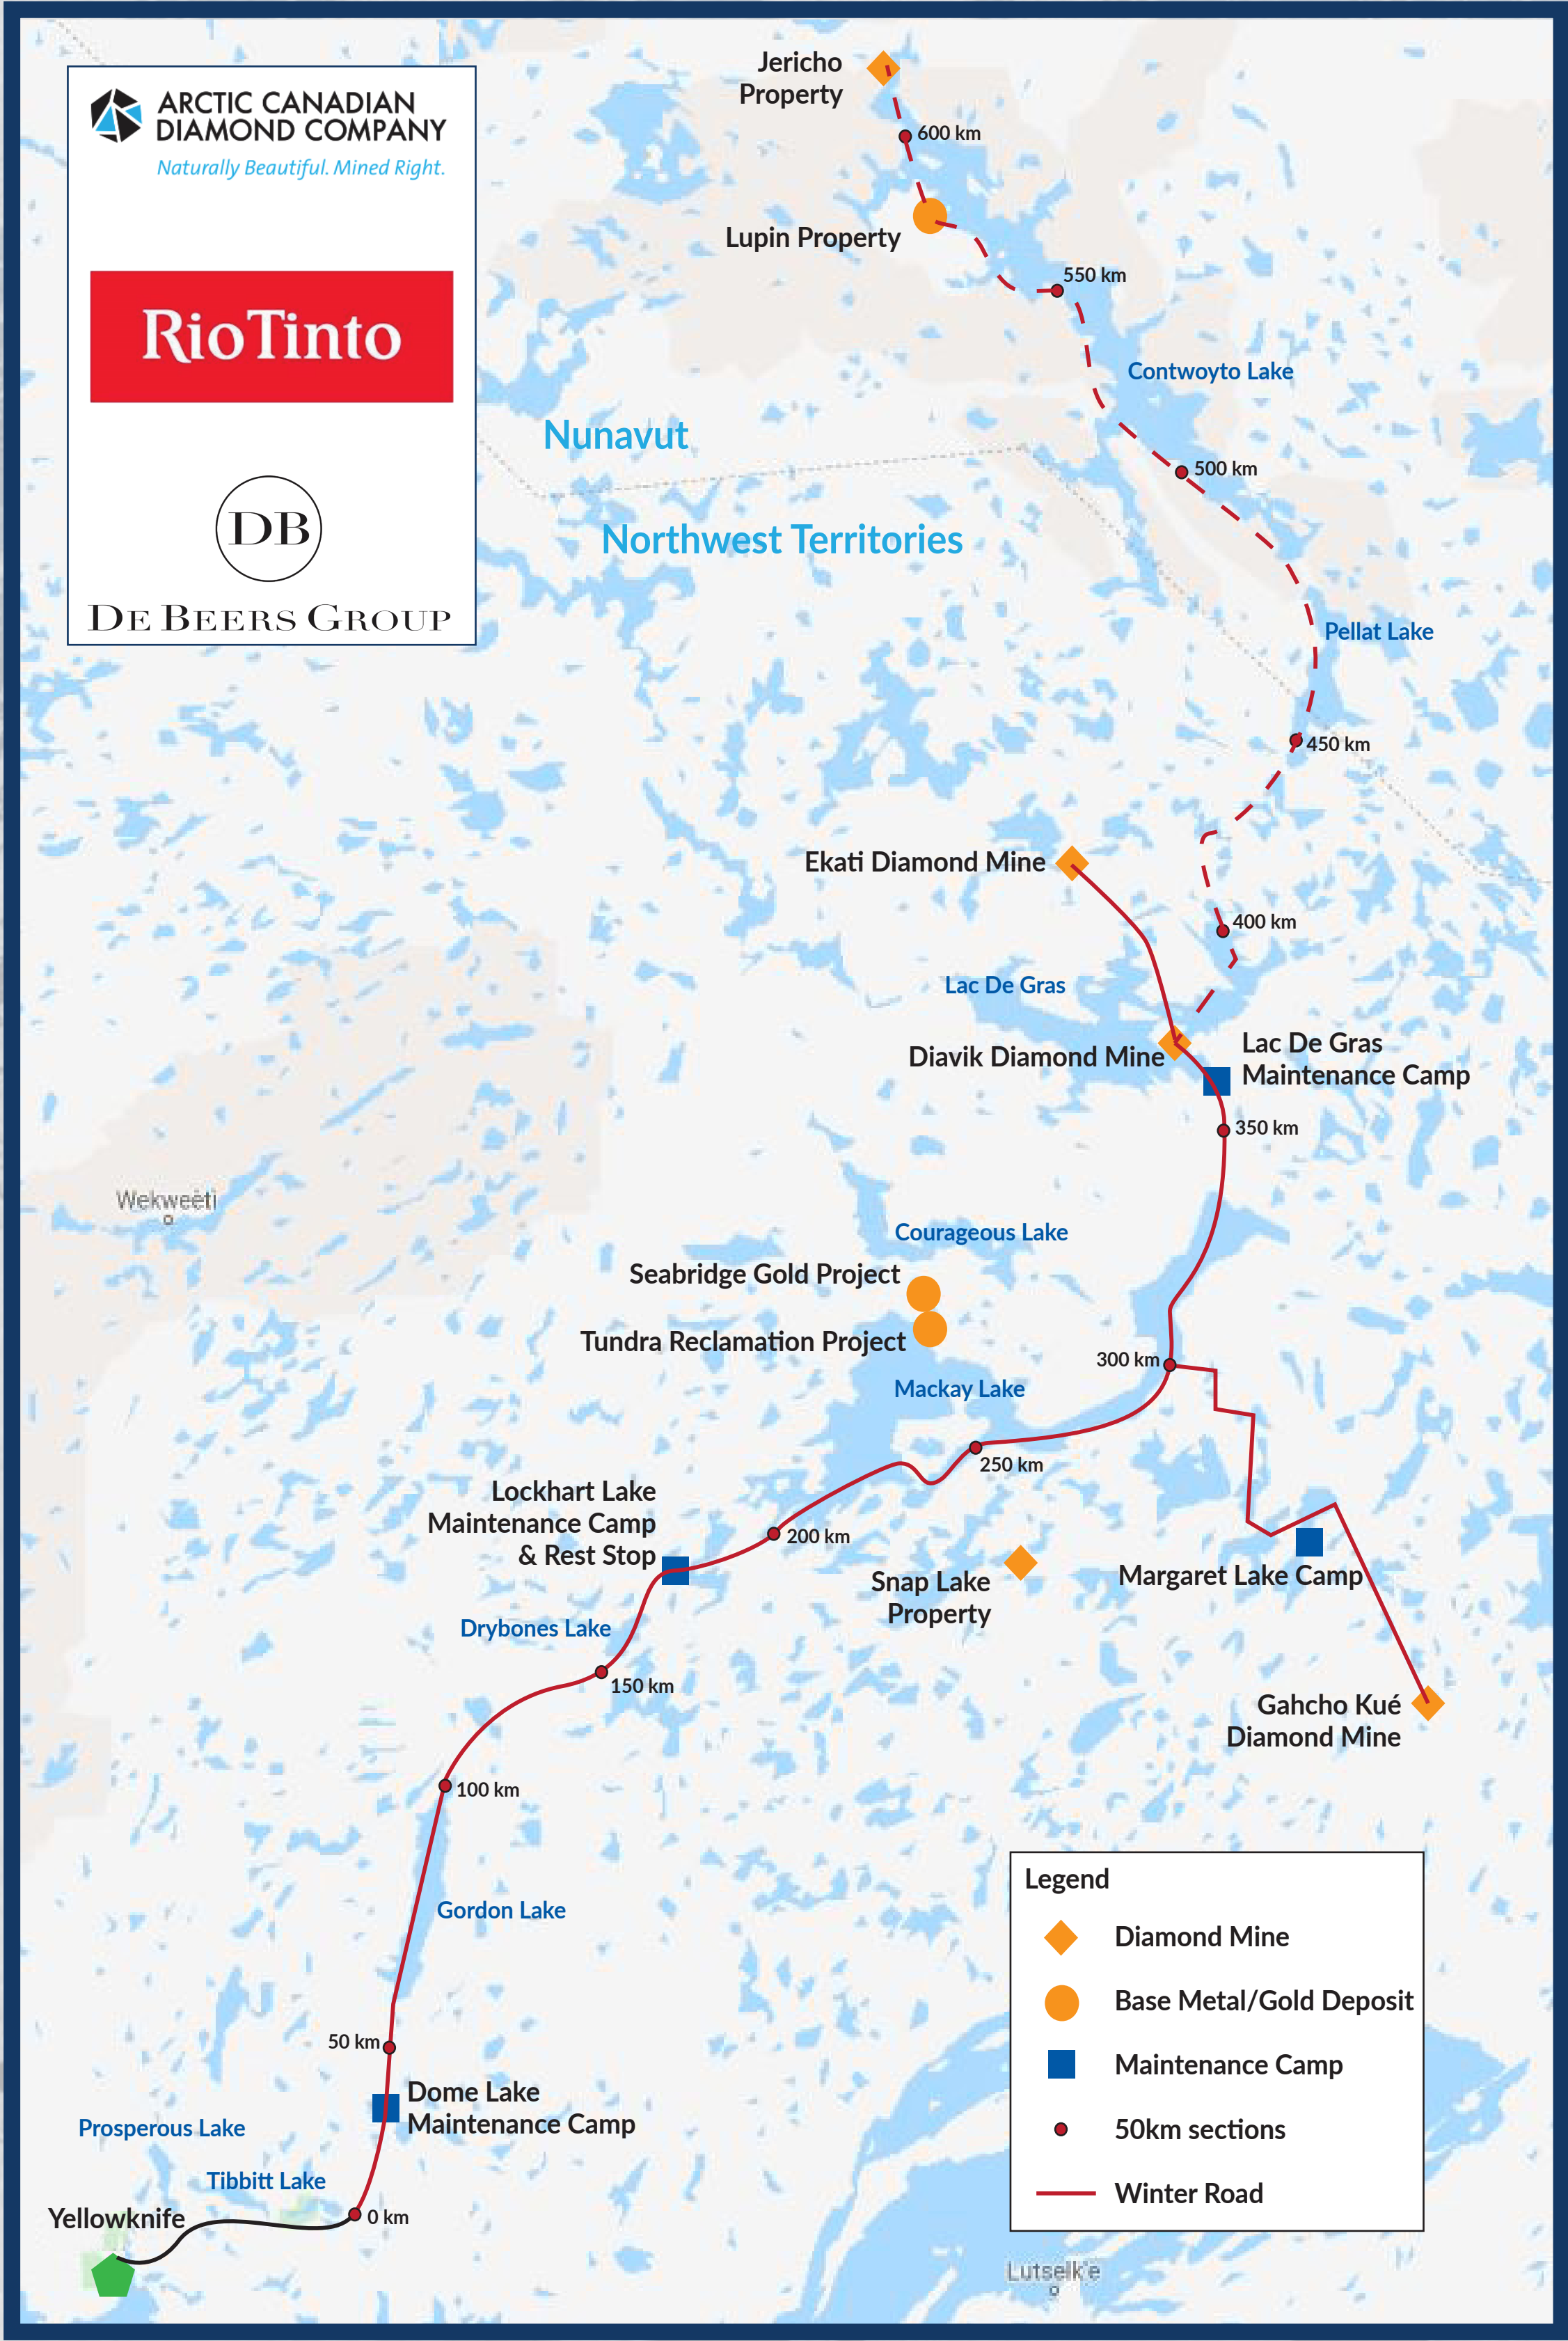 ARCTIC CANADIAN
DIAMOND COMPANY
Naturally Beautiful. Mined Right.
RioTinto
DB
DE BEERS GROUP
Jericho
Property
600 km
Lupin Property
550 km
Contwoyto Lake
Nunavut
500 km
Northwest Territories
Pellat Lake
450 km
Ekati Diamond Mine
400 km
Lac De Gras
Diavik Diamond Mine
Lac De Gras
Maintenance Camp
350 km
Wekweètì
Courageous Lake
Seabridge Gold Project
Tundra Reclamation Project
300 km
Mackay Lake
250 km
Lockhart Lake
Maintenance Camp
& Rest Stop
200 km
Snap Lake
Property
Margaret Lake Camp
Drybones Lake
150 km
Gahcho Kué
Diamond Mine
100 km
Gordon Lake
50 km
Dome Lake
Maintenance Camp
Prosperous Lake
Tibbitt Lake
Yellowknife
0 km
Legend
Diamond Mine
Base Metal/Gold Deposit
Maintenance Camp
50km sections
Winter Road
Lutselk'e